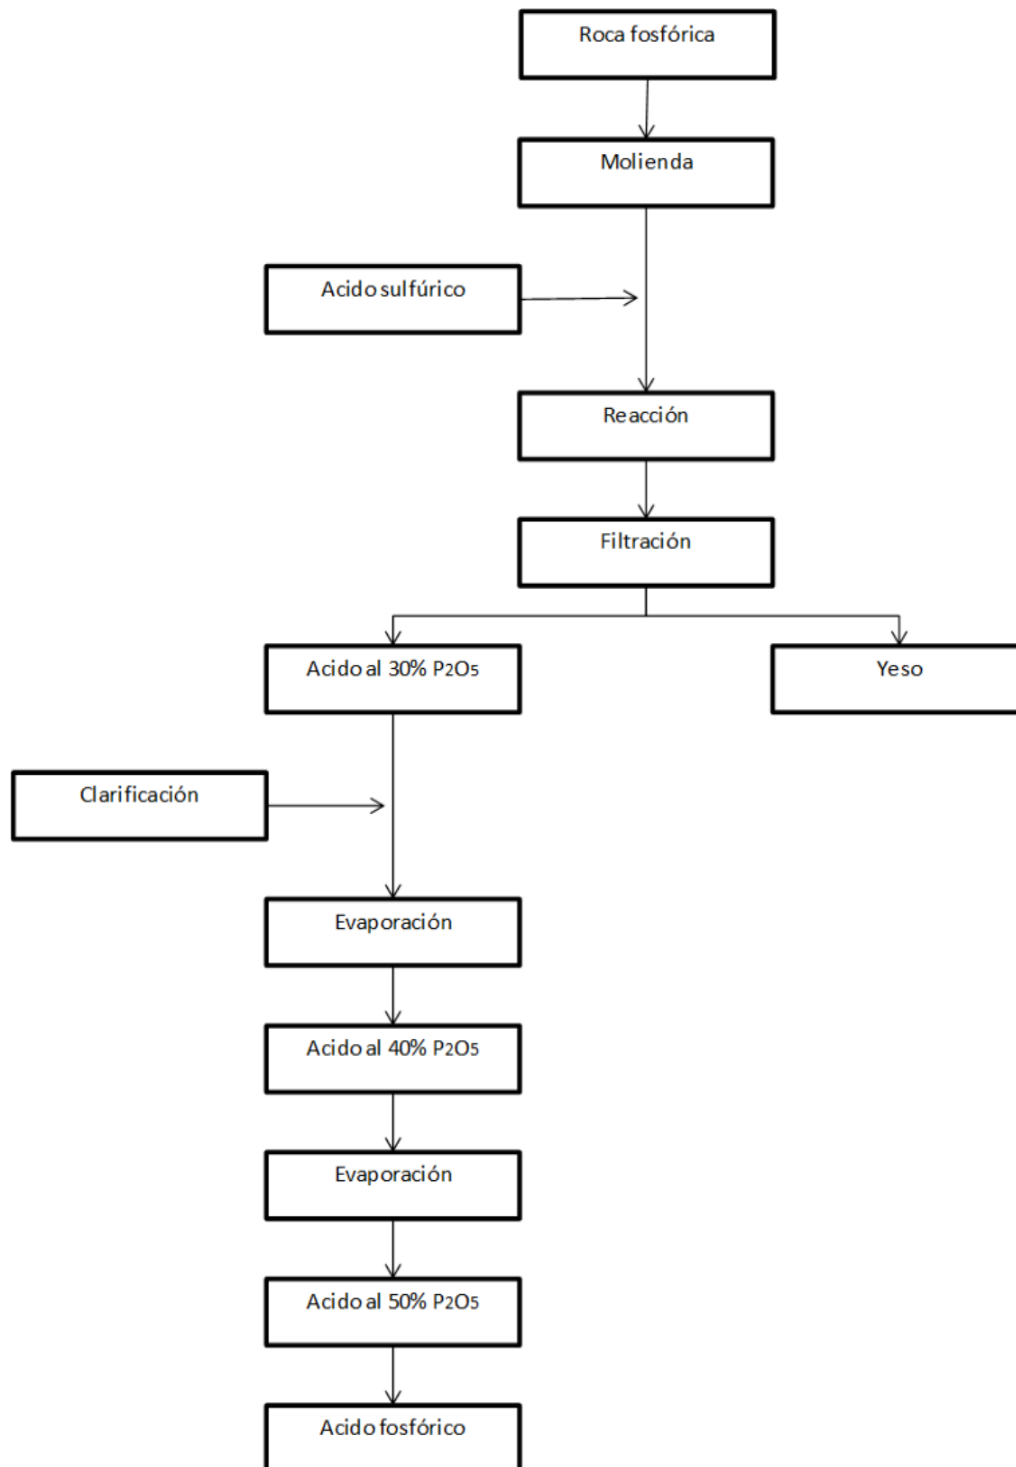 Roca fosfórica
Molienda
Acido sulfúrico
Reacción
Filtración
Acido al 30% P2O5
Yeso
Clarificación
Evaporación
Acido al 40% P2O5
Evaporación
Acido al 50% P2O5
Acido fosfórico